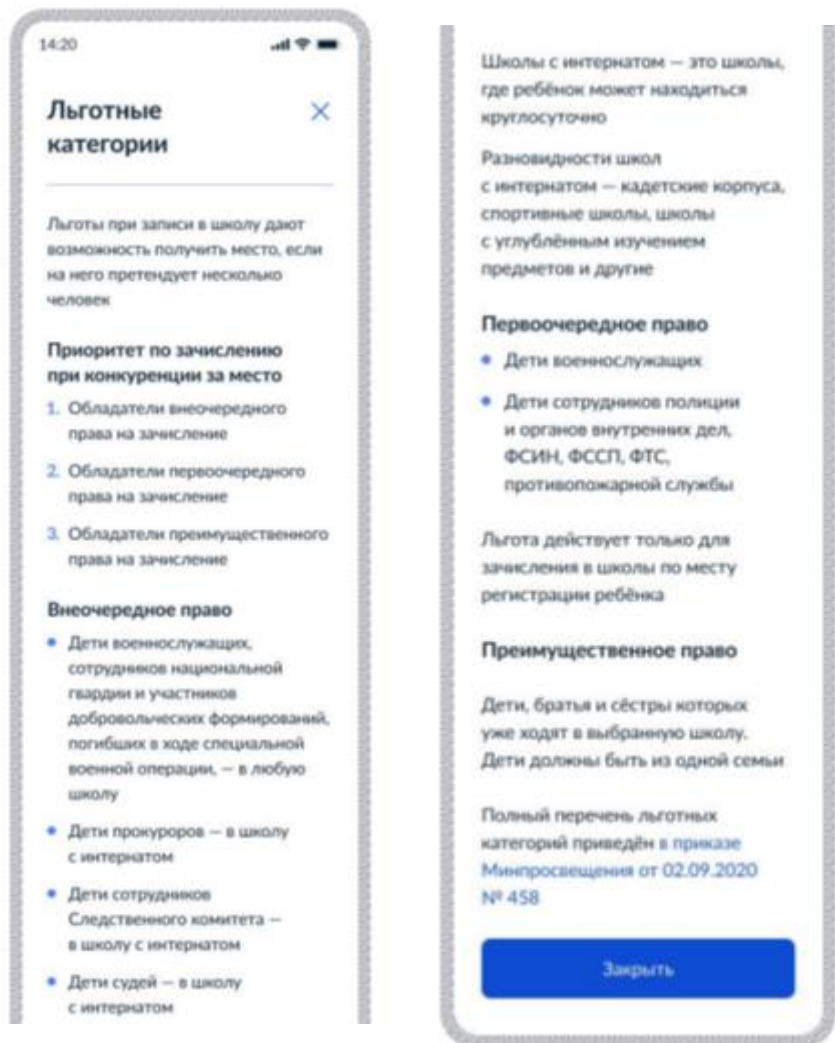 14:20
Льготные
категории
Льготы при записи в школу дают
возможность получить место, если
на него претендует несколько
человек
Приоритет по зачислению
при конкуренции за место
1. Обладатели внеочередного
права на зачисление
2. Обладатели первоочередного
права на зачисление
3. Обладатели преимущественного
права на зачисление
Внеочередное право
• Дети военнослужащих,
сотрудников национальной
гвардии и участников
добровольческих формирований,
погибших в ходе специальной
военной операции, — в любую
школу
• Дети прокуроров — в школу
с интернатом
• Дети сотрудников
Следственного комитета —
в школу с интернатом
• Дети судей — в школу
с интернатом
Школы с интернатом — это школы,
где ребёнок может находиться
круглосуточно
Разновидности школ
с интернатом — кадетские корпуса,
спортивные школы, школы
с углублённым изучением
предметов и другие
Первоочередное право
• Дети военнослужащих
• Дети сотрудников полиции
и органов внутренних дел,
ФСИН, ФССП, ФТС,
противопожарной службы
Льгота действует только для
зачисления в школы по месту
регистрации ребёнка
Преимущественное право
Дети, братья и сёстры которых
уже ходят в выбранную школу.
Дети должны быть из одной семьи
Полный перечень льготных
категорий приведён в приказе
Минпросвещения от 02.09.2020
№ 458
Закрыть